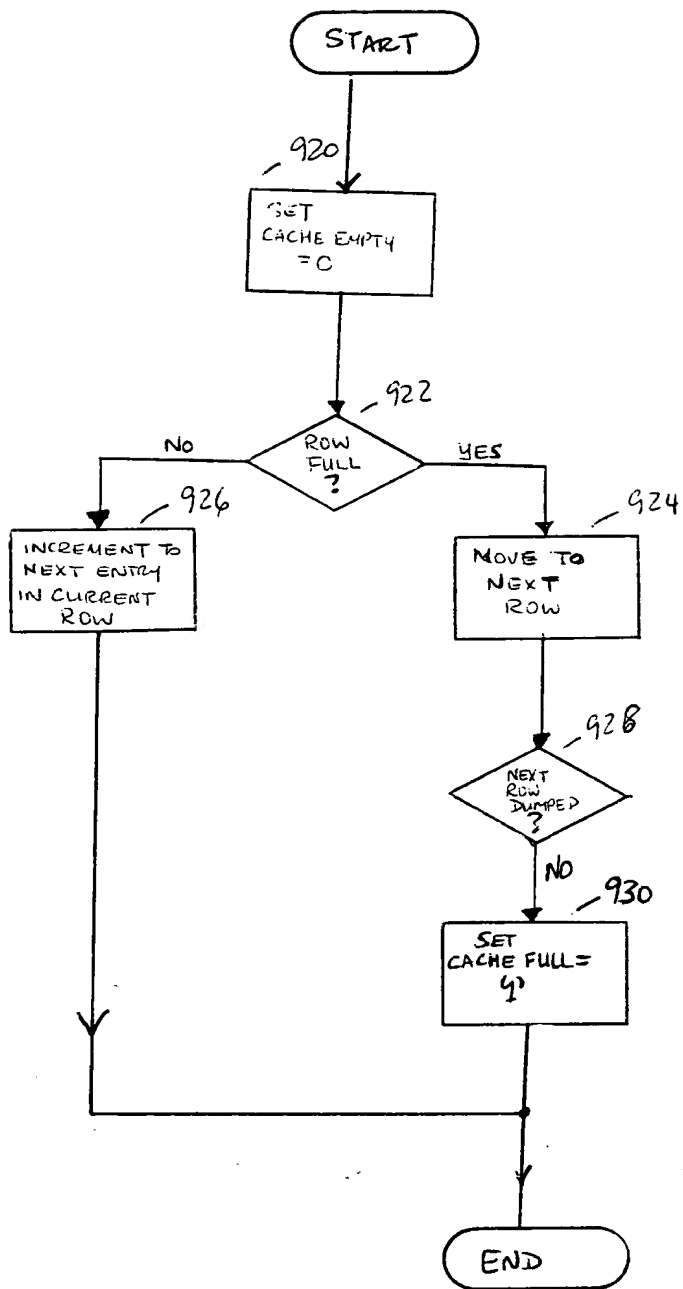 START
920
SET
CACHE EMPTY
= 0
922
ROW
FULL
?
NO
YES
926
INCREMENT TO
NEXT ENTRY
IN CURRENT
ROW
924
MOVE TO
NEXT
ROW
928
NEXT
ROW
DUMPED
?
NO
930
SET
CACHE FULL =
END